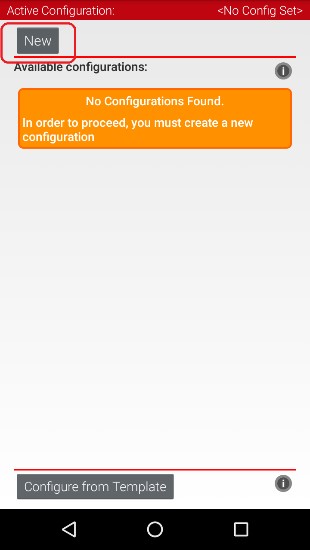 Active Configuration: <No Config Set>
New
Available configurations:
No Configurations Found.
In order to proceed, you must create a new
configuration
Configure from Template